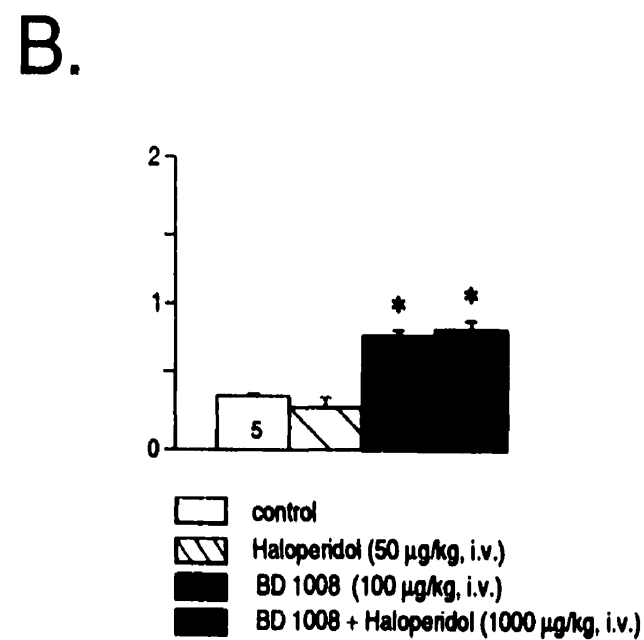 B.
2
*
*
1
5
0
control
Haloperidol (50 µg/kg, i.v.)
BD 1008 (100 µg/kg, i.v.)
BD 1008 + Haloperidol (1000 µg/kg, i.v.)